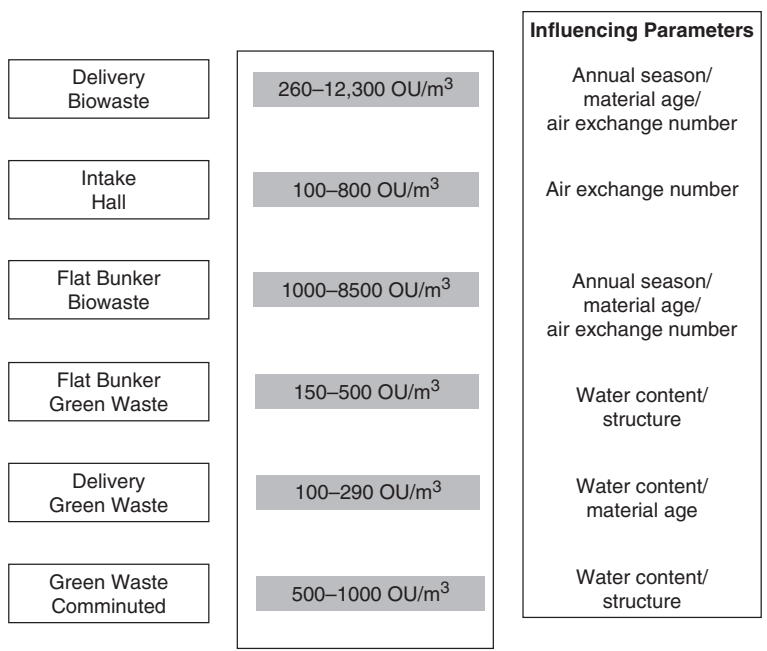 Influencing Parameters
Delivery
Biowaste
260–12,300 OU/m³
Annual season/
material age/
air exchange number
Intake
Hall
100–800 OU/m³
Air exchange number
Flat Bunker
Biowaste
1000–8500 OU/m³
Annual season/
material age/
air exchange number
Flat Bunker
Green Waste
150–500 OU/m³
Water content/
structure
Delivery
Green Waste
100–290 OU/m³
Water content/
material age
Green Waste
Comminuted
500–1000 OU/m³
Water content/
structure